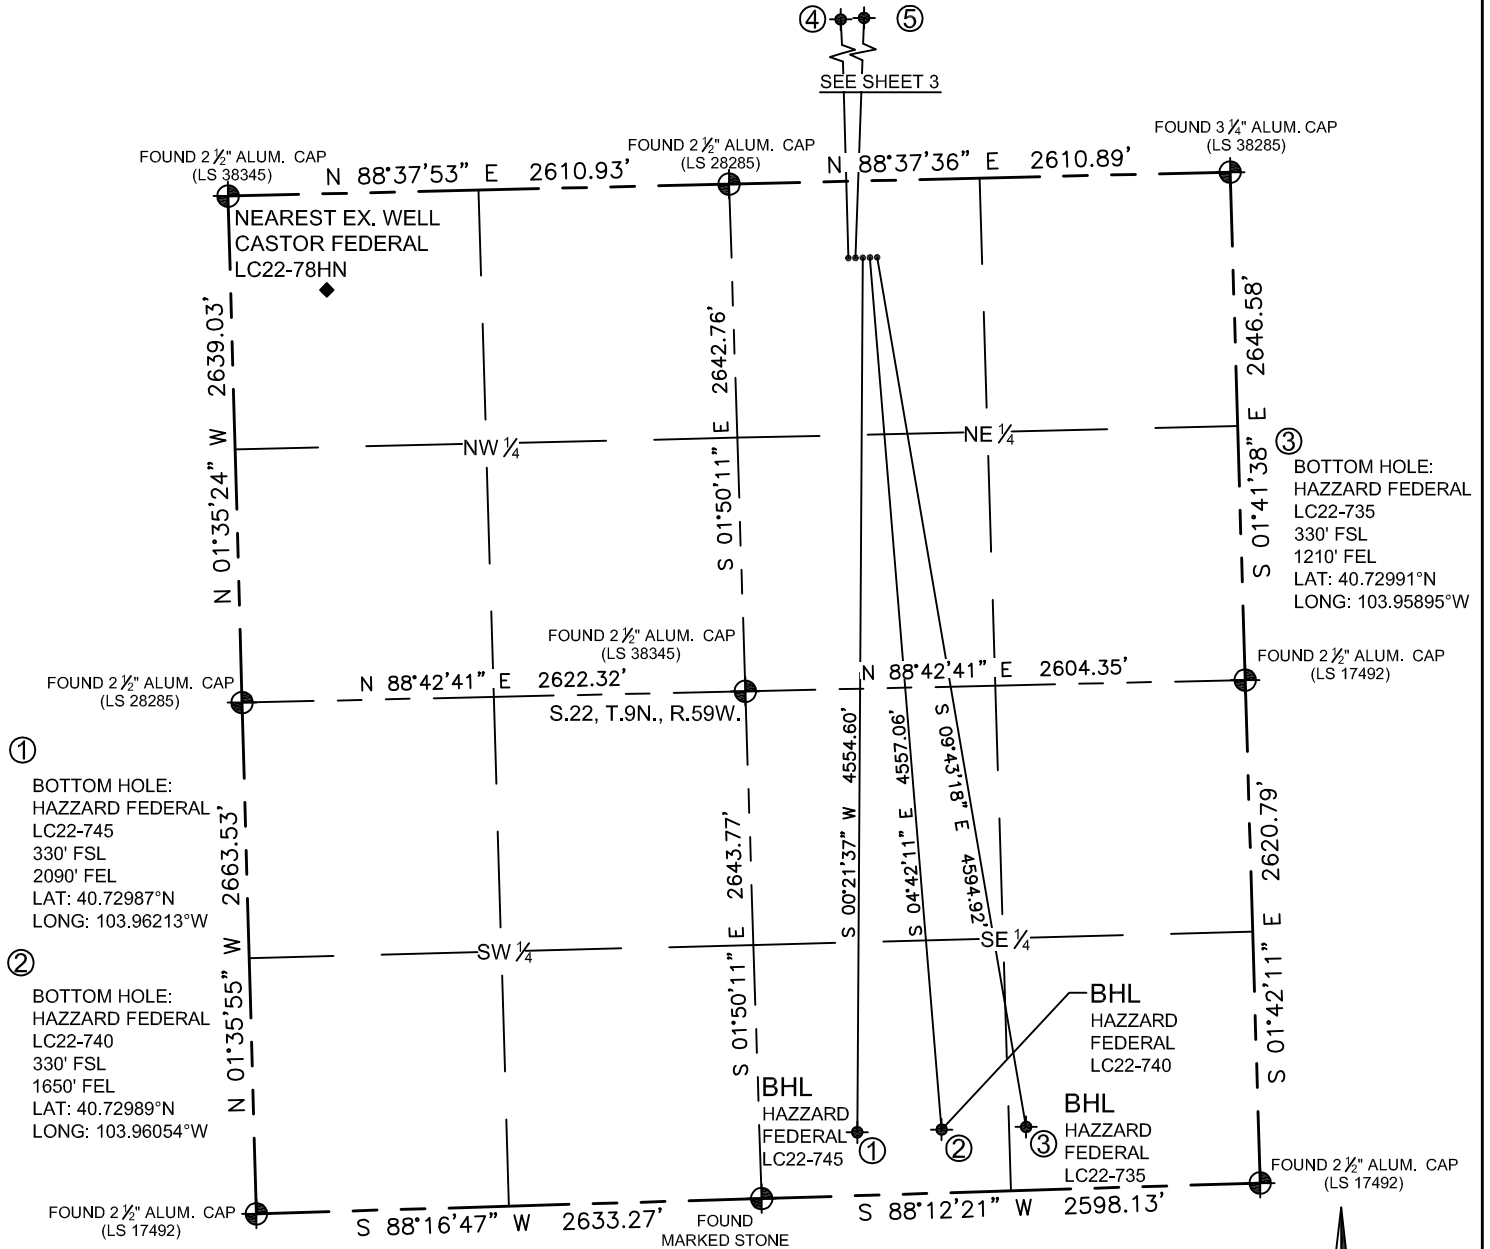 ④ ⑤
SEE SHEET 3
FOUND 2 ½" ALUM. CAP
(LS 38345)
N 88°37'53" E 2610.93'
FOUND 2 ½" ALUM. CAP
(LS 28285)
N 88°37'36" E 2610.89'
FOUND 3 ¼" ALUM. CAP
(LS 38285)
NEAREST EX. WELL
CASTOR FEDERAL
LC22-78HN
N 01°35'24" W 2639.03'
S 01°50'11" E 2642.76'
S 01°41'38" E 2646.58'
NW ¼
NE ¼
③
BOTTOM HOLE:
HAZZARD FEDERAL
LC22-735
330' FSL
1210' FEL
LAT: 40.72991°N
LONG: 103.95895°W
FOUND 2 ½" ALUM. CAP
(LS 38345)
FOUND 2 ½" ALUM. CAP
(LS 28285)
N 88°42'41" E 2622.32'
N 88°42'41" E 2604.35'
FOUND 2 ½" ALUM. CAP
(LS 17492)
S.22, T.9N., R.59W.
①
BOTTOM HOLE:
HAZZARD FEDERAL
LC22-745
330' FSL
2090' FEL
LAT: 40.72987°N
LONG: 103.96213°W
②
BOTTOM HOLE:
HAZZARD FEDERAL
LC22-740
330' FSL
1650' FEL
LAT: 40.72989°N
LONG: 103.96054°W
N 01°35'55" W 2663.53'
S 01°50'11" E 2643.77'
S 00°21'37" W 4554.60'
S 04°42'11" E 4557.06'
S 09°43'18" E 4594.92'
S 01°42'11" E 2620.79'
SW ¼
SE ¼
BHL
HAZZARD
FEDERAL
LC22-740
BHL
HAZZARD
FEDERAL
LC22-745
①
②
③
BHL
HAZZARD
FEDERAL
LC22-735
FOUND 2 ½" ALUM. CAP
(LS 17492)
S 88°16'47" W 2633.27'
FOUND
MARKED STONE
S 88°12'21" W 2598.13'
FOUND 2 ½" ALUM. CAP
(LS 17492)